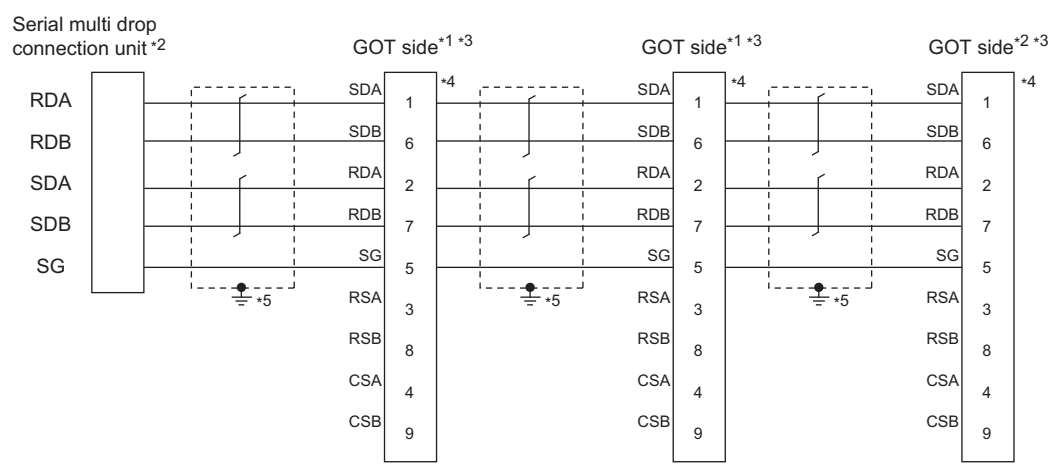 Serial multi drop
connection unit *2
GOT side*1 *3
GOT side*1 *3
GOT side*2 *3
RDA
RDB
SDA
SDB
SG
*5
SDA 1 *4
SDB 6
RDA 2
RDB 7
SG 5
RSA 3
RSB 8
CSA 4
CSB 9
*5
SDA 1 *4
SDB 6
RDA 2
RDB 7
SG 5
RSA 3
RSB 8
CSA 4
CSB 9
*5
SDA 1 *4
SDB 6
RDA 2
RDB 7
SG 5
RSA 3
RSB 8
CSA 4
CSB 9